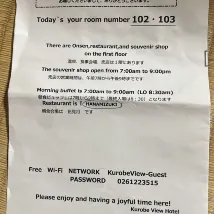 Today`s your room number 102・103
There are Onsen,restaurant,and souvenir shop
on the first floor
The souvenir shop open from 7:00am to 9:00pm
Morning buffet is 7:00am to 9:00am (LO 8:30am)
Restaurant is HANAMIZUKI
Free Wi-Fi NETWORK KurobeView-Guest
PASSWORD 0261223515
Please enjoy and having a joyful time here!
Kurobe View Hotel